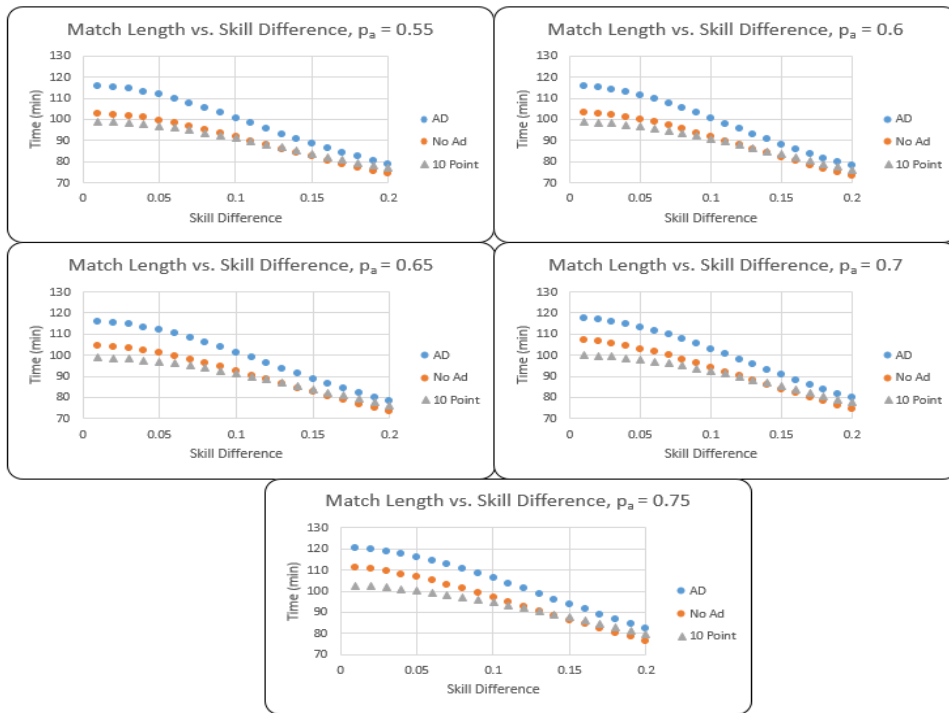 Match Length vs. Skill Difference, pa = 0.55
130
120
110
100
90
80
70
Time (min)
0 0.05 0.1 0.15 0.2
Skill Difference
AD
No Ad
10 Point
Match Length vs. Skill Difference, pa = 0.6
130
120
110
100
90
80
70
Time (min)
0 0.05 0.1 0.15 0.2
Skill Difference
AD
No Ad
10 Point
Match Length vs. Skill Difference, pa = 0.65
130
120
110
100
90
80
70
Time (min)
0 0.05 0.1 0.15 0.2
Skill Difference
AD
No Ad
10 Point
Match Length vs. Skill Difference, pa = 0.7
130
120
110
100
90
80
70
Time (min)
0 0.05 0.1 0.15 0.2
Skill Difference
AD
No Ad
10 Point
Match Length vs. Skill Difference, pa = 0.75
130
120
110
100
90
80
70
Time (min)
0 0.05 0.1 0.15 0.2
Skill Difference
AD
No Ad
10 Point